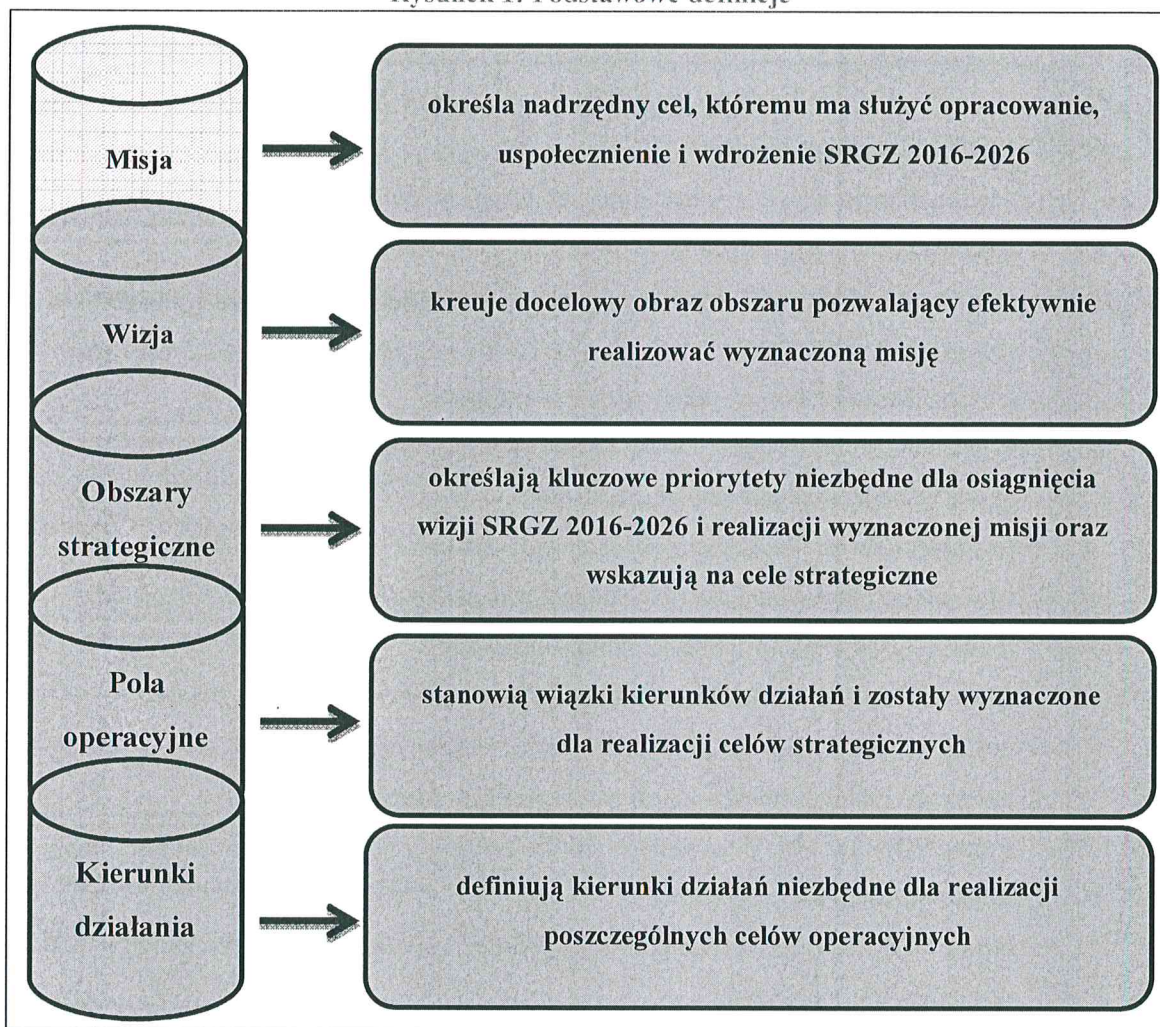 Misja
określa nadrzędny cel, któremu ma służyć opracowanie,
uspołecznienie i wdrożenie SRGZ 2016-2026
Wizja
kreuje docelowy obraz obszaru pozwalający efektywnie
realizować wyznaczoną misję
Obszary
strategiczne
określają kluczowe priorytety niezbędne dla osiągnięcia
wizji SRGZ 2016-2026 i realizacji wyznaczonej misji oraz
wskazują na cele strategiczne
Pola
operacyjne
stanowią wiązki kierunków działań i zostały wyznaczone
dla realizacji celów strategicznych
Kierunki
działania
definiują kierunki działań niezbędne dla realizacji
poszczególnych celów operacyjnych